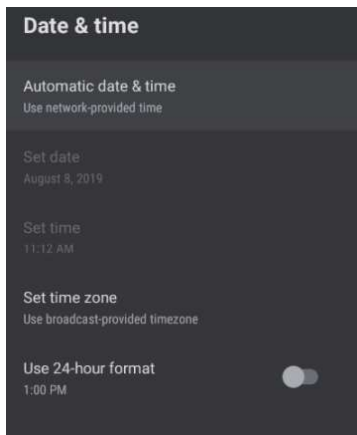 Date & time
Automatic date & time
Use network-provided time
Set date
August 8, 2019
Set time
11:12 AM
Set time zone
Use broadcast-provided timezone
Use 24-hour format
1:00 PM